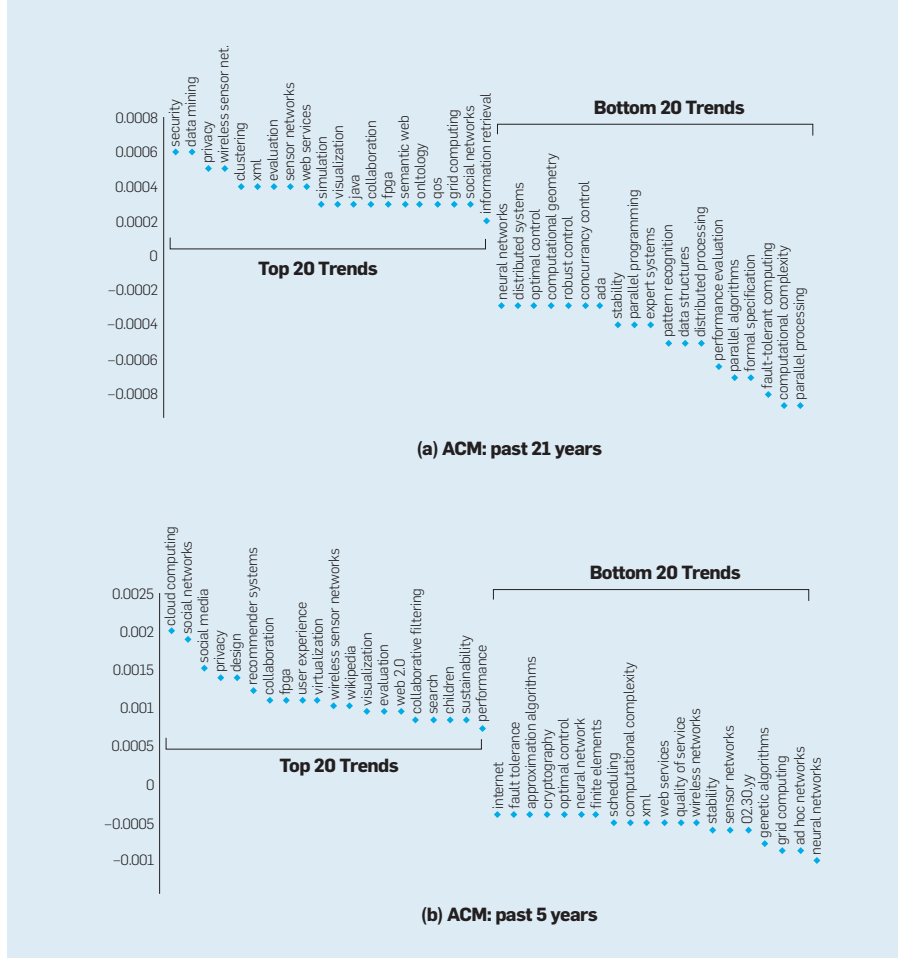 0.0008
0.0006
0.0004
0.0002
0
−0.0002
−0.0004
−0.0006
−0.0008
security
data mining
privacy
wireless sensor net.
clustering
xml
evaluation
sensor networks
web services
simulation
visualization
java
collaboration
fpga
semantic web
onltology
qos
grid computing
social networks
information retrieval
Top 20 Trends
Bottom 20 Trends
neural networks
distributed systems
optimal control
computational geometry
robust control
concurrancy control
ada
stability
parallel programming
expert systems
pattern recognition
data structures
distributed processing
performance evaluation
parallel algorithms
formal specification
fault-tolerant computing
computational complexity
parallel processing
(a) ACM: past 21 years
0.0025
0.002
0.0015
0.001
0.0005
0
−0.0005
−0.001
cloud computing
social networks
social media
privacy
design
recommender systems
collaboration
fpga
user experience
virtualization
wireless sensor networks
wikipedia
visualization
evaluation
web 2.0
collaborative filtering
search
children
sustainability
performance
Top 20 Trends
Bottom 20 Trends
internet
fault tolerance
approximation algorithms
cryptography
optimal control
neural network
finite elements
scheduling
computational complexity
xml
web services
quality of service
wireless networks
stability
sensor networks
02.30.yy
genetic algorithms
grid computing
ad hoc networks
neural networks
(b) ACM: past 5 years